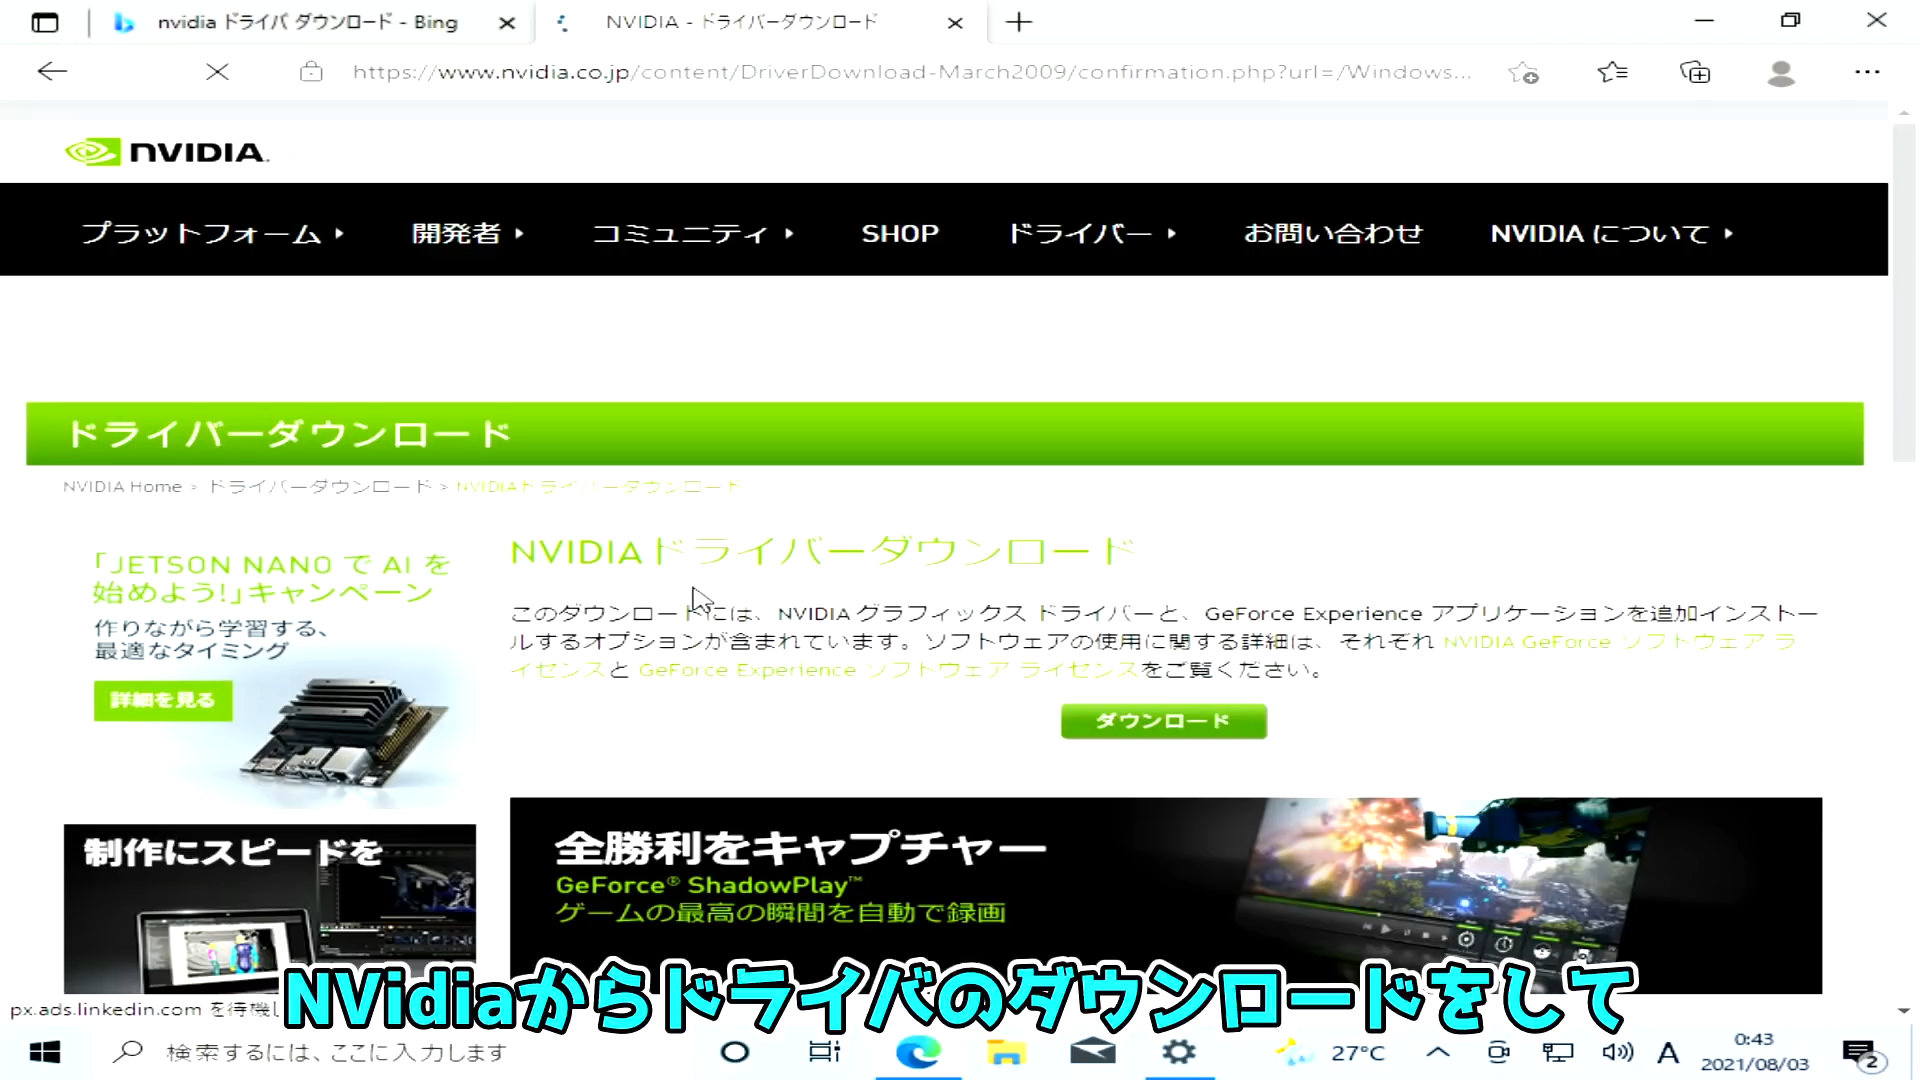 nvidia ドライバ ダウンロード - Bing
NVIDIA - ドライバーダウンロード
https://www.nvidia.co.jp/content/DriverDownload-March2009/confirmation.php?url=/Windows...
NVIDIA.
プラットフォーム
開発者
コミュニティ
SHOP
ドライバー
お問い合わせ
NVIDIA について
ドライバーダウンロード
NVIDIA Home > ドライバーダウンロード > NVIDIAドライバーダウンロード
「JETSON NANO で AI を
始めよう!」キャンペーン
作りながら学習する、
最適なタイミング
詳細を見る
NVIDIAドライバーダウンロード
このダウンロードには、NVIDIA グラフィックス ドライバーと、GeForce Experience アプリケーションを追加インストー
ルするオプションが含まれています。ソフトウェアの使用に関する詳細は、それぞれ NVIDIA GeForce ソフトウェア ラ
イセンスと GeForce Experience ソフトウェア ライセンスをご覧ください。
ダウンロード
制作にスピードを
全勝利をキャプチャー
GeForce® ShadowPlay™
ゲームの最高の瞬間を自動で録画
px.ads.linkedin.com を待機し
NVidiaからドライバのダウンロードをして
検索するには、ここに入力します
27°C
A
0:43
2021/08/03
2